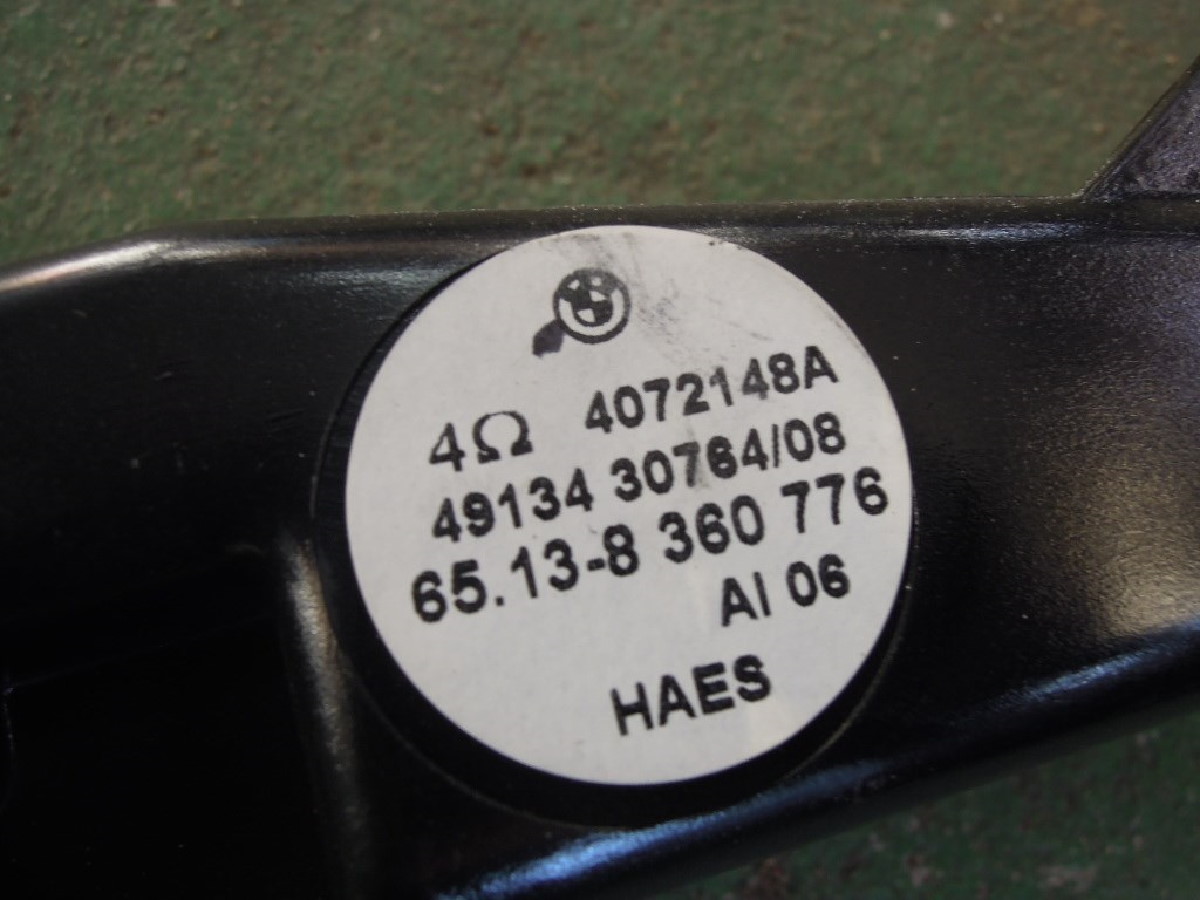 4Ω 4072148A
49134 30764/08
65.13-8 360 776
AI 06
HAES